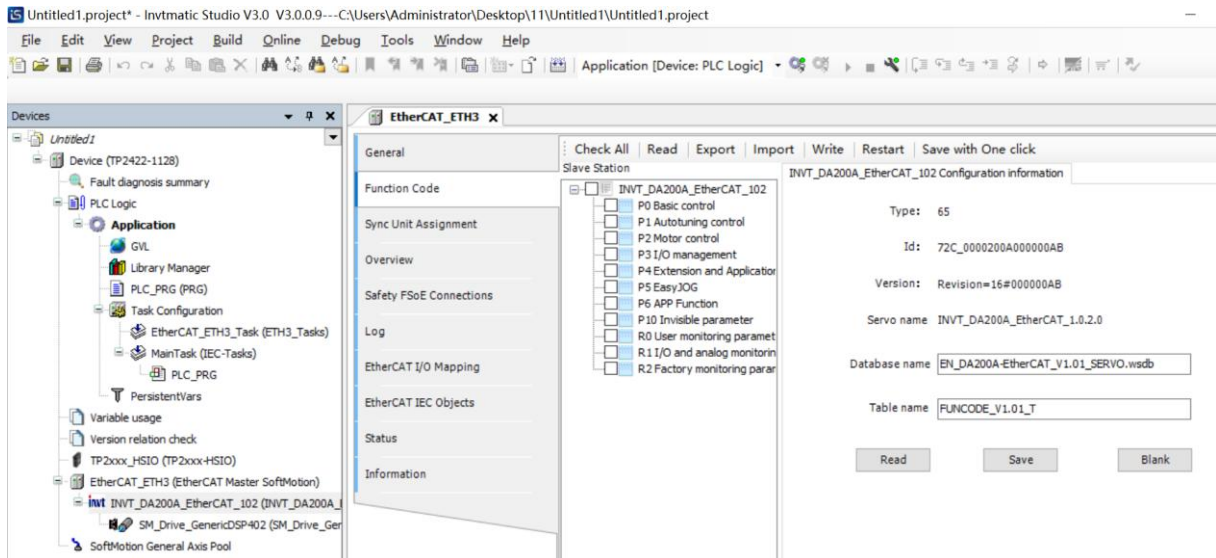 Untitled1.project* - Invtmatic Studio V3.0 V3.0.0.9---C:\Users\Administrator\Desktop\11\Untitled1\Untitled1.project
File Edit View Project Build Online Debug Tools Window Help
Application [Device: PLC Logic]
Devices
Untitled1
Device (TP2422-1128)
Fault diagnosis summary
PLC Logic
Application
GVL
Library Manager
PLC_PRG (PRG)
Task Configuration
EtherCAT_ETH3_Task (ETH3_Tasks)
MainTask (IEC-Tasks)
PLC_PRG
PersistentVars
Variable usage
Version relation check
TP2xxx_HSIO (TP2xxx-HSIO)
EtherCAT_ETH3 (EtherCAT Master SoftMotion)
invt INVT_DA200A_EtherCAT_102 (INVT_DA200A_
SM_Drive_GenericDSP402 (SM_Drive_Ger
SoftMotion General Axis Pool
EtherCAT_ETH3
General
Function Code
Sync Unit Assignment
Overview
Safety FSoE Connections
Log
EtherCAT I/O Mapping
EtherCAT IEC Objects
Status
Information
Check All Read Export Import Write Restart Save with One click
Slave Station
INVT_DA200A_EtherCAT_102
P0 Basic control
P1 Autotuning control
P2 Motor control
P3 I/O management
P4 Extension and Application
P5 EasyJOG
P6 APP Function
P10 Invisible parameter
R0 User monitoring paramet
R1 I/O and analog monitorin
R2 Factory monitoring parar
INVT_DA200A_EtherCAT_102 Configuration information
Type: 65
Id: 72C_0000200A000000AB
Version: Revision=16#000000AB
Servo name INVT_DA200A_EtherCAT_1.0.2.0
Database name EN_DA200A-EtherCAT_V1.01_SERVO.wsdb
Table name FUNCODE_V1.01_T
Read Save Blank